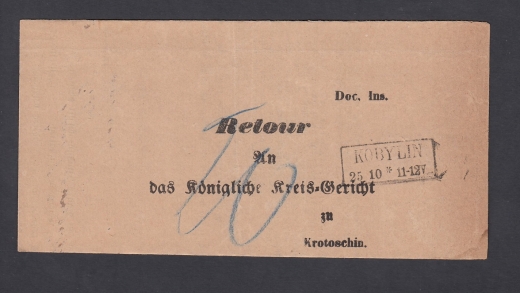 Doc. Ins.
Retour
An
das Königliche Kreis-Gericht
zu
Krotoschin.
KOBYLIN
25 10 * 11-12V